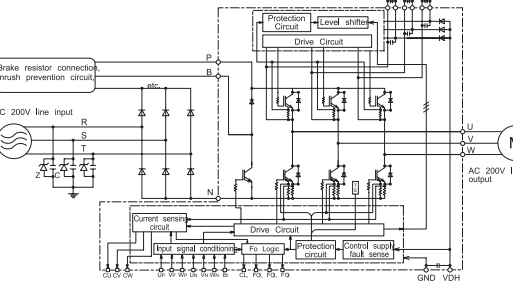 Protection
Circuit
Level shifter
Drive Circuit
Brake resistor connection,
inrush prevention circuit,
etc.
P
B
AC 200V line input
R
S
T
Z
C
N
U
V
W
M
AC 200V
output
Current sensing
circuit
Drive Circuit
Input signal conditioning
Fo Logic
Protection
circuit
Control supply
fault sense
CU CV CW
UP VP WP UN VN WN Br
CL, FO1, FO2, FO3
GND VDH